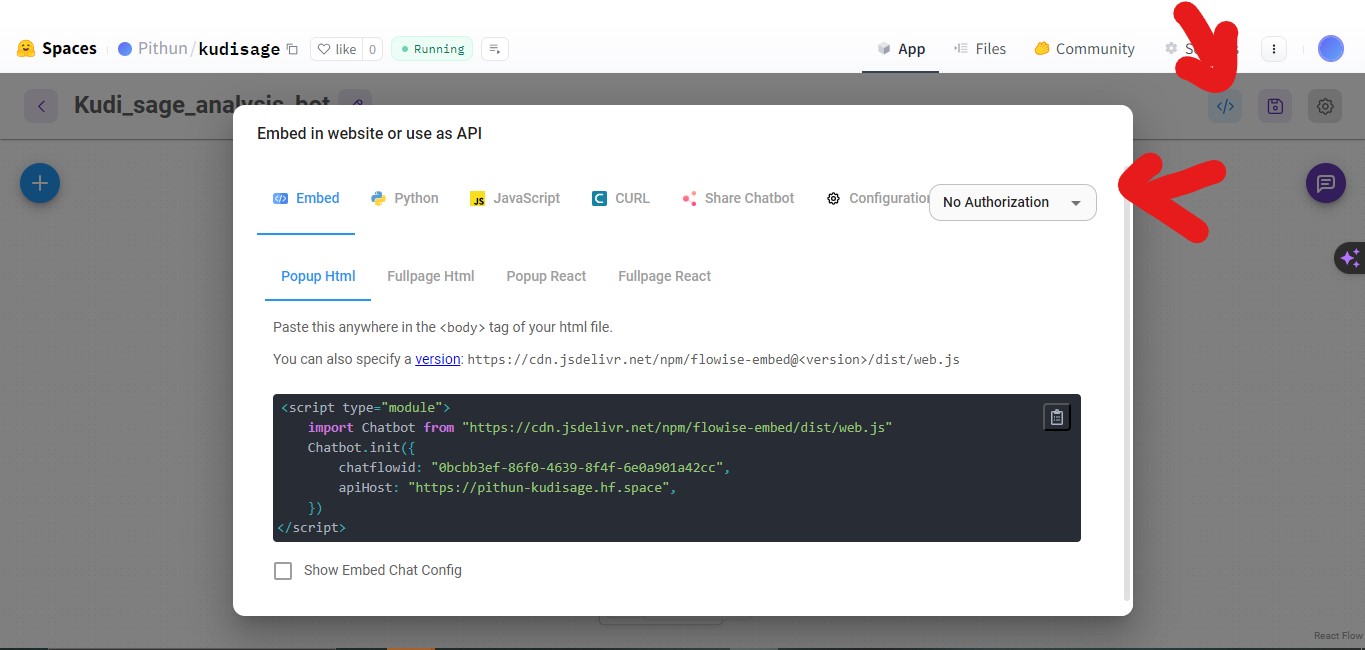 Spaces Pithun/kudisage like 0 Running App Files Community
Kudi_sage_analysis_bot
Embed in website or use as API
Embed Python JavaScript CURL Share Chatbot Configuration No Authorization
Popup Html Fullpage Html Popup React Fullpage React
Paste this anywhere in the <body> tag of your html file.
You can also specify a version: https://cdn.jsdelivr.net/npm/flowise-embed@<version>/dist/web.js
<script type="module">
import Chatbot from "https://cdn.jsdelivr.net/npm/flowise-embed/dist/web.js"
Chatbot.init({
chatflowid: "0bcbb3ef-86f0-4639-8f4f-6e0a901a42cc",
apiHost: "https://pithun-kudisage.hf.space",
})
</script>
Show Embed Chat Config
React Flow